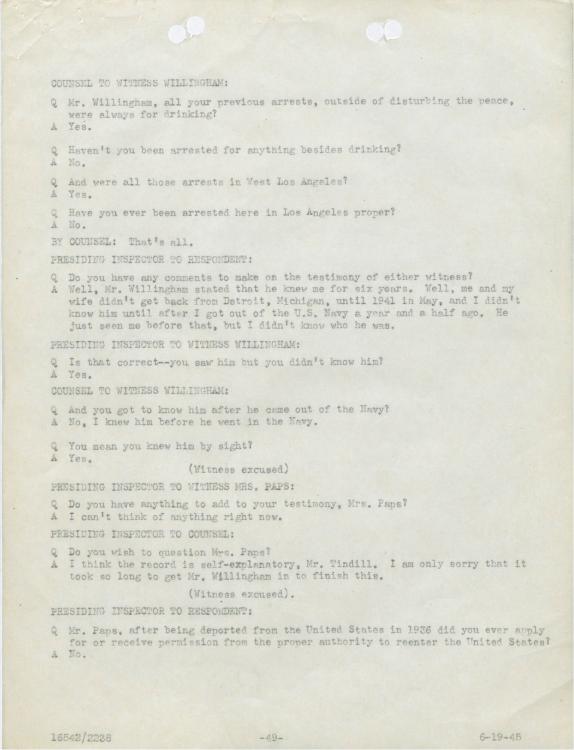 COUNSEL TO WITNESS WILLINGHAM:
Q Mr. Willingham, all your previous arrests, outside of disturbing the peace,
were always for drinking?
A Yes.
Q Haven't you been arrested for anything besides drinking?
A No.
Q And were all those arrests in West Los Angeles?
A Yes.
Q Have you ever been arrested here in Los Angeles proper?
A No.
BY COUNSEL: That's all.
PRESIDING INSPECTOR TO RESPONDENT:
Q Do you have any comments to make on the testimony of either witness?
A Well, Mr. Willingham stated that he knew me for six years. Well, me and my
wife didn't get back from Detroit, Michigan, until 1941 in May, and I didn't
know him until after I got out of the U.S. Navy a year and a half ago. He
just seen me before that, but I didn't know who he was.
PRESIDING INSPECTOR TO WITNESS WILLINGHAM:
Q Is that correct--you saw him but you didn't know him?
A Yes.
COUNSEL TO WITNESS WILLINGHAM:
Q And you got to know him after he came out of the Navy?
A No, I knew him before he went in the Navy.
Q You mean you knew him by sight?
A Yes.
(Witness excused)
PRESIDING INSPECTOR TO WITNESS MRS. PAPS:
Q Do you have anything to add to your testimony, Mrs. Paps?
A I can't think of anything right now.
PRESIDING INSPECTOR TO COUNSEL:
Q Do you wish to question Mrs. Paps?
A I think the record is self-explanatory, Mr. Tindill. I am only sorry that it
took so long to get Mr. Willingham in to finish this.
(Witness excused).
PRESIDING INSPECTOR TO RESPONDENT:
Q Mr. Paps, after being deported from the United States in 1936 did you ever apply
for or receive permission from the proper authority to reenter the United States?
A No.
16542/2238 -49- 6-19-45